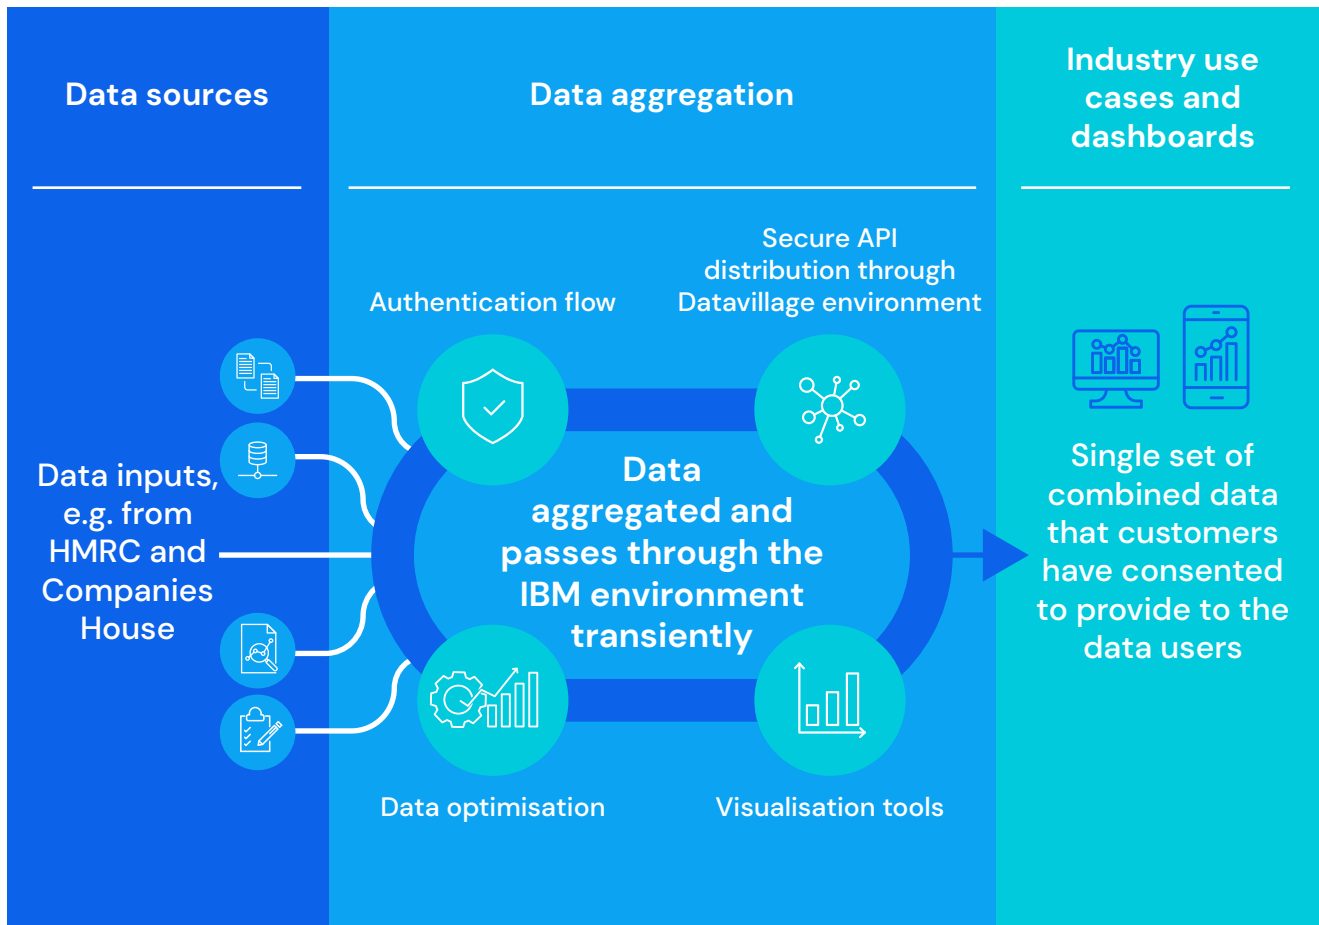 Data sources
Data aggregation
Industry use
cases and
dashboards
Data inputs,
e.g. from
HMRC and
Companies
House
Authentication flow
Secure API
distribution through
Datavillage environment
Data
aggregated and
passes through the
IBM environment
transiently
Data optimisation
Visualisation tools
Single set of
combined data
that customers
have consented
to provide to the
data users